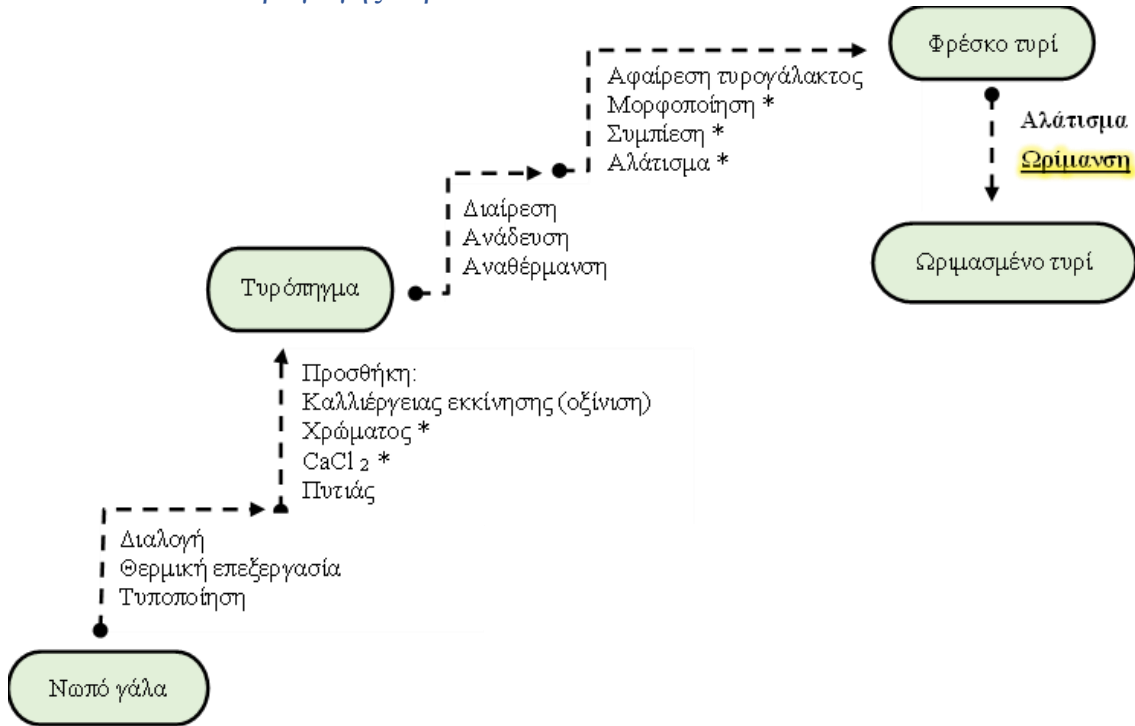 Φρέσκο τυρί
Αφαίρεση τυρογάλακτος
Μορφοποίηση *
Συμπίεση *
Αλάτισμα *
Αλάτισμα
Ωρίμανση
Ωριμασμένο τυρί
Διαίρεση
Ανάδευση
Αναθέρμανση
Τυρόπηγμα
Προσθήκη:
Καλλιέργειας εκκίνησης (οξίνιση)
Χρώματος *
CaCl 2 *
Πυτιάς
Διαλογή
Θερμική επεξεργασία
Τυποποίηση
Νωπό γάλα